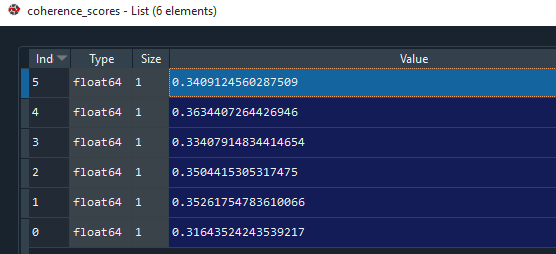 coherence_scores - List (6 elements)
Ind Type Size Value
5 float64 1 0.3409124560287509
4 float64 1 0.3634407264426946
3 float64 1 0.33407914834414654
2 float64 1 0.3504415305317475
1 float64 1 0.35261754783610066
0 float64 1 0.31643524243539217